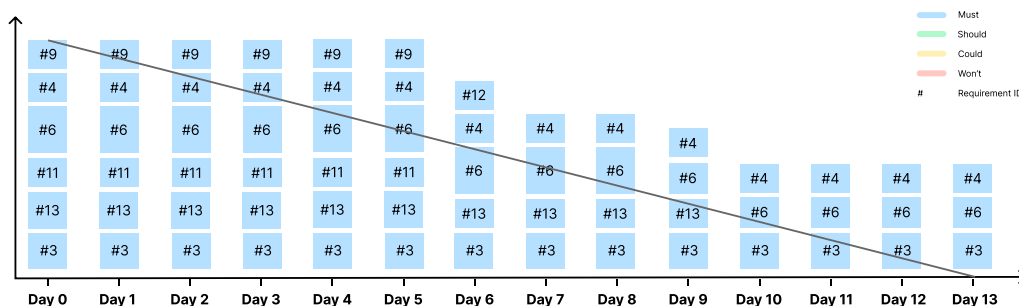 Must
Should
Could
Won't
# Requirement ID
#9 #9 #9 #9 #9 #9
#12
#4 #4 #4 #4 #4 #4
#4 #4 #4 #4
#6 #6 #6 #6 #6 #6
#6 #6 #6 #6
#11 #11 #11 #11 #11 #11
#4 #4 #4 #4
#13 #13 #13 #13 #13 #13 #13 #13 #13 #13
#6 #6 #6 #6
#3 #3 #3 #3 #3 #3 #3 #3 #3 #3 #3 #3 #3 #3
Day 0 Day 1 Day 2 Day 3 Day 4 Day 5 Day 6 Day 7 Day 8 Day 9 Day 10 Day 11 Day 12 Day 13